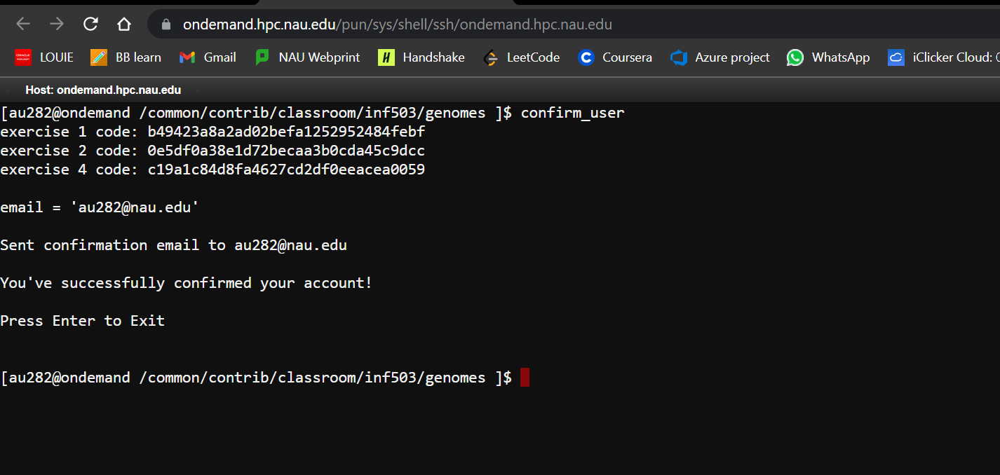 ondemand.hpc.nau.edu/pun/sys/shell/ssh/ondemand.hpc.nau.edu
LOUIE BB learn Gmail NAU Webprint Handshake LeetCode Coursera Azure project WhatsApp iClicker Cloud:
Host: ondemand.hpc.nau.edu
[au282@ondemand /common/contrib/classroom/inf503/genomes ]$ confirm_user
exercise 1 code: b49423a8a2ad02befa1252952484febf
exercise 2 code: 0e5df0a38e1d72becaa3b0cda45c9dcc
exercise 4 code: c19a1c84d8fa4627cd2df0eeacea0059
email = 'au282@nau.edu'
Sent confirmation email to au282@nau.edu
You've successfully confirmed your account!
Press Enter to Exit
[au282@ondemand /common/contrib/classroom/inf503/genomes ]$